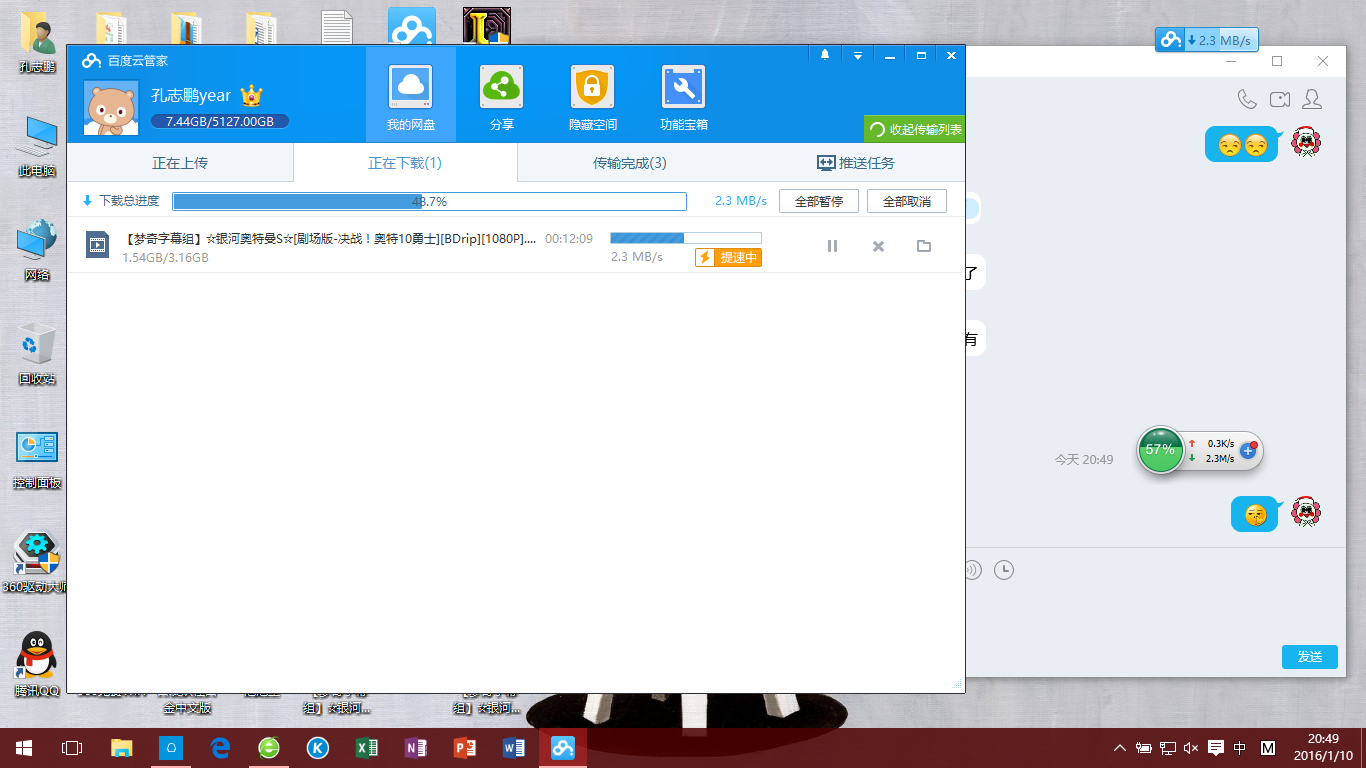 孔志鹏
此电脑
网络
回收站
控制面板
360驱动大师
腾讯QQ
百度云管家
孔志鹏year
7.44GB/5127.00GB
我的网盘
分享
隐藏空间
功能宝箱
收起传输列表
正在上传
正在下载(1)
传输完成(3)
推送任务
下载总进度
48.7%
2.3 MB/s
全部暂停
全部取消
【梦奇字幕组】☆银河奥特曼S☆[剧场版-决战！奥特10勇士][BDrip][1080P]....
00:12:09
1.54GB/3.16GB
2.3 MB/s
提速中
2.3 MB/s
了
有
今天 20:49
57%
0.3K/s
2.3M/s
发送
金中文版
组】☆银河...
组】☆银河...
中
M
20:49
2016/1/10